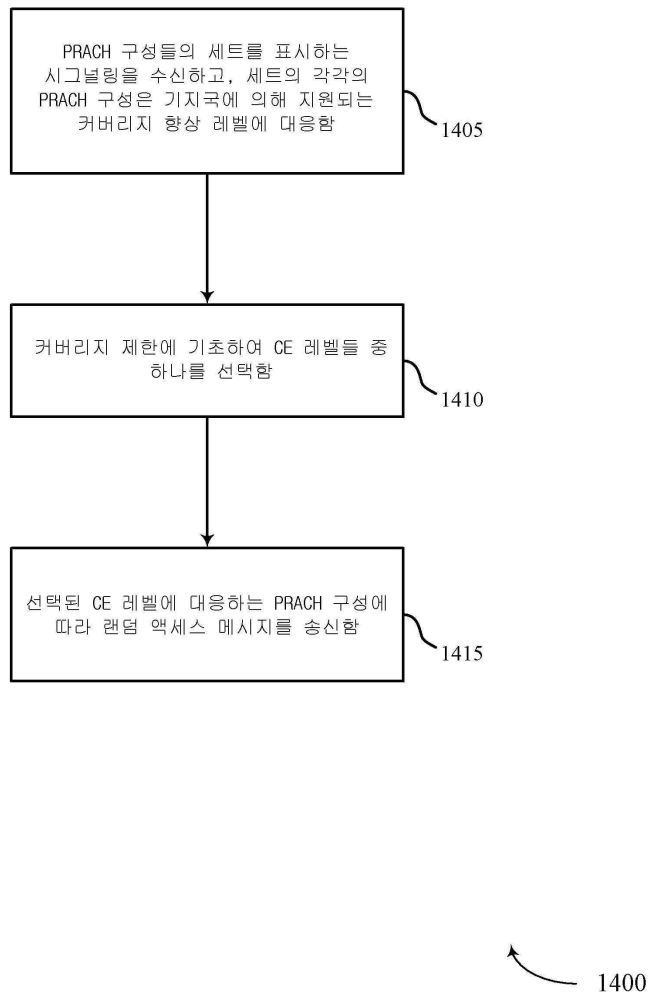 PRACH 구성들의 세트를 표시하는
시그널링을 수신하고, 세트의 각각의
PRACH 구성은 기지국에 의해 지원되는
커버리지 향상 레벨에 대응함
1405
커버리지 제한에 기초하여 CE 레벨들 중
하나를 선택함
1410
선택된 CE 레벨에 대응하는 PRACH 구성에
따라 랜덤 액세스 메시지를 송신함
1415
1400